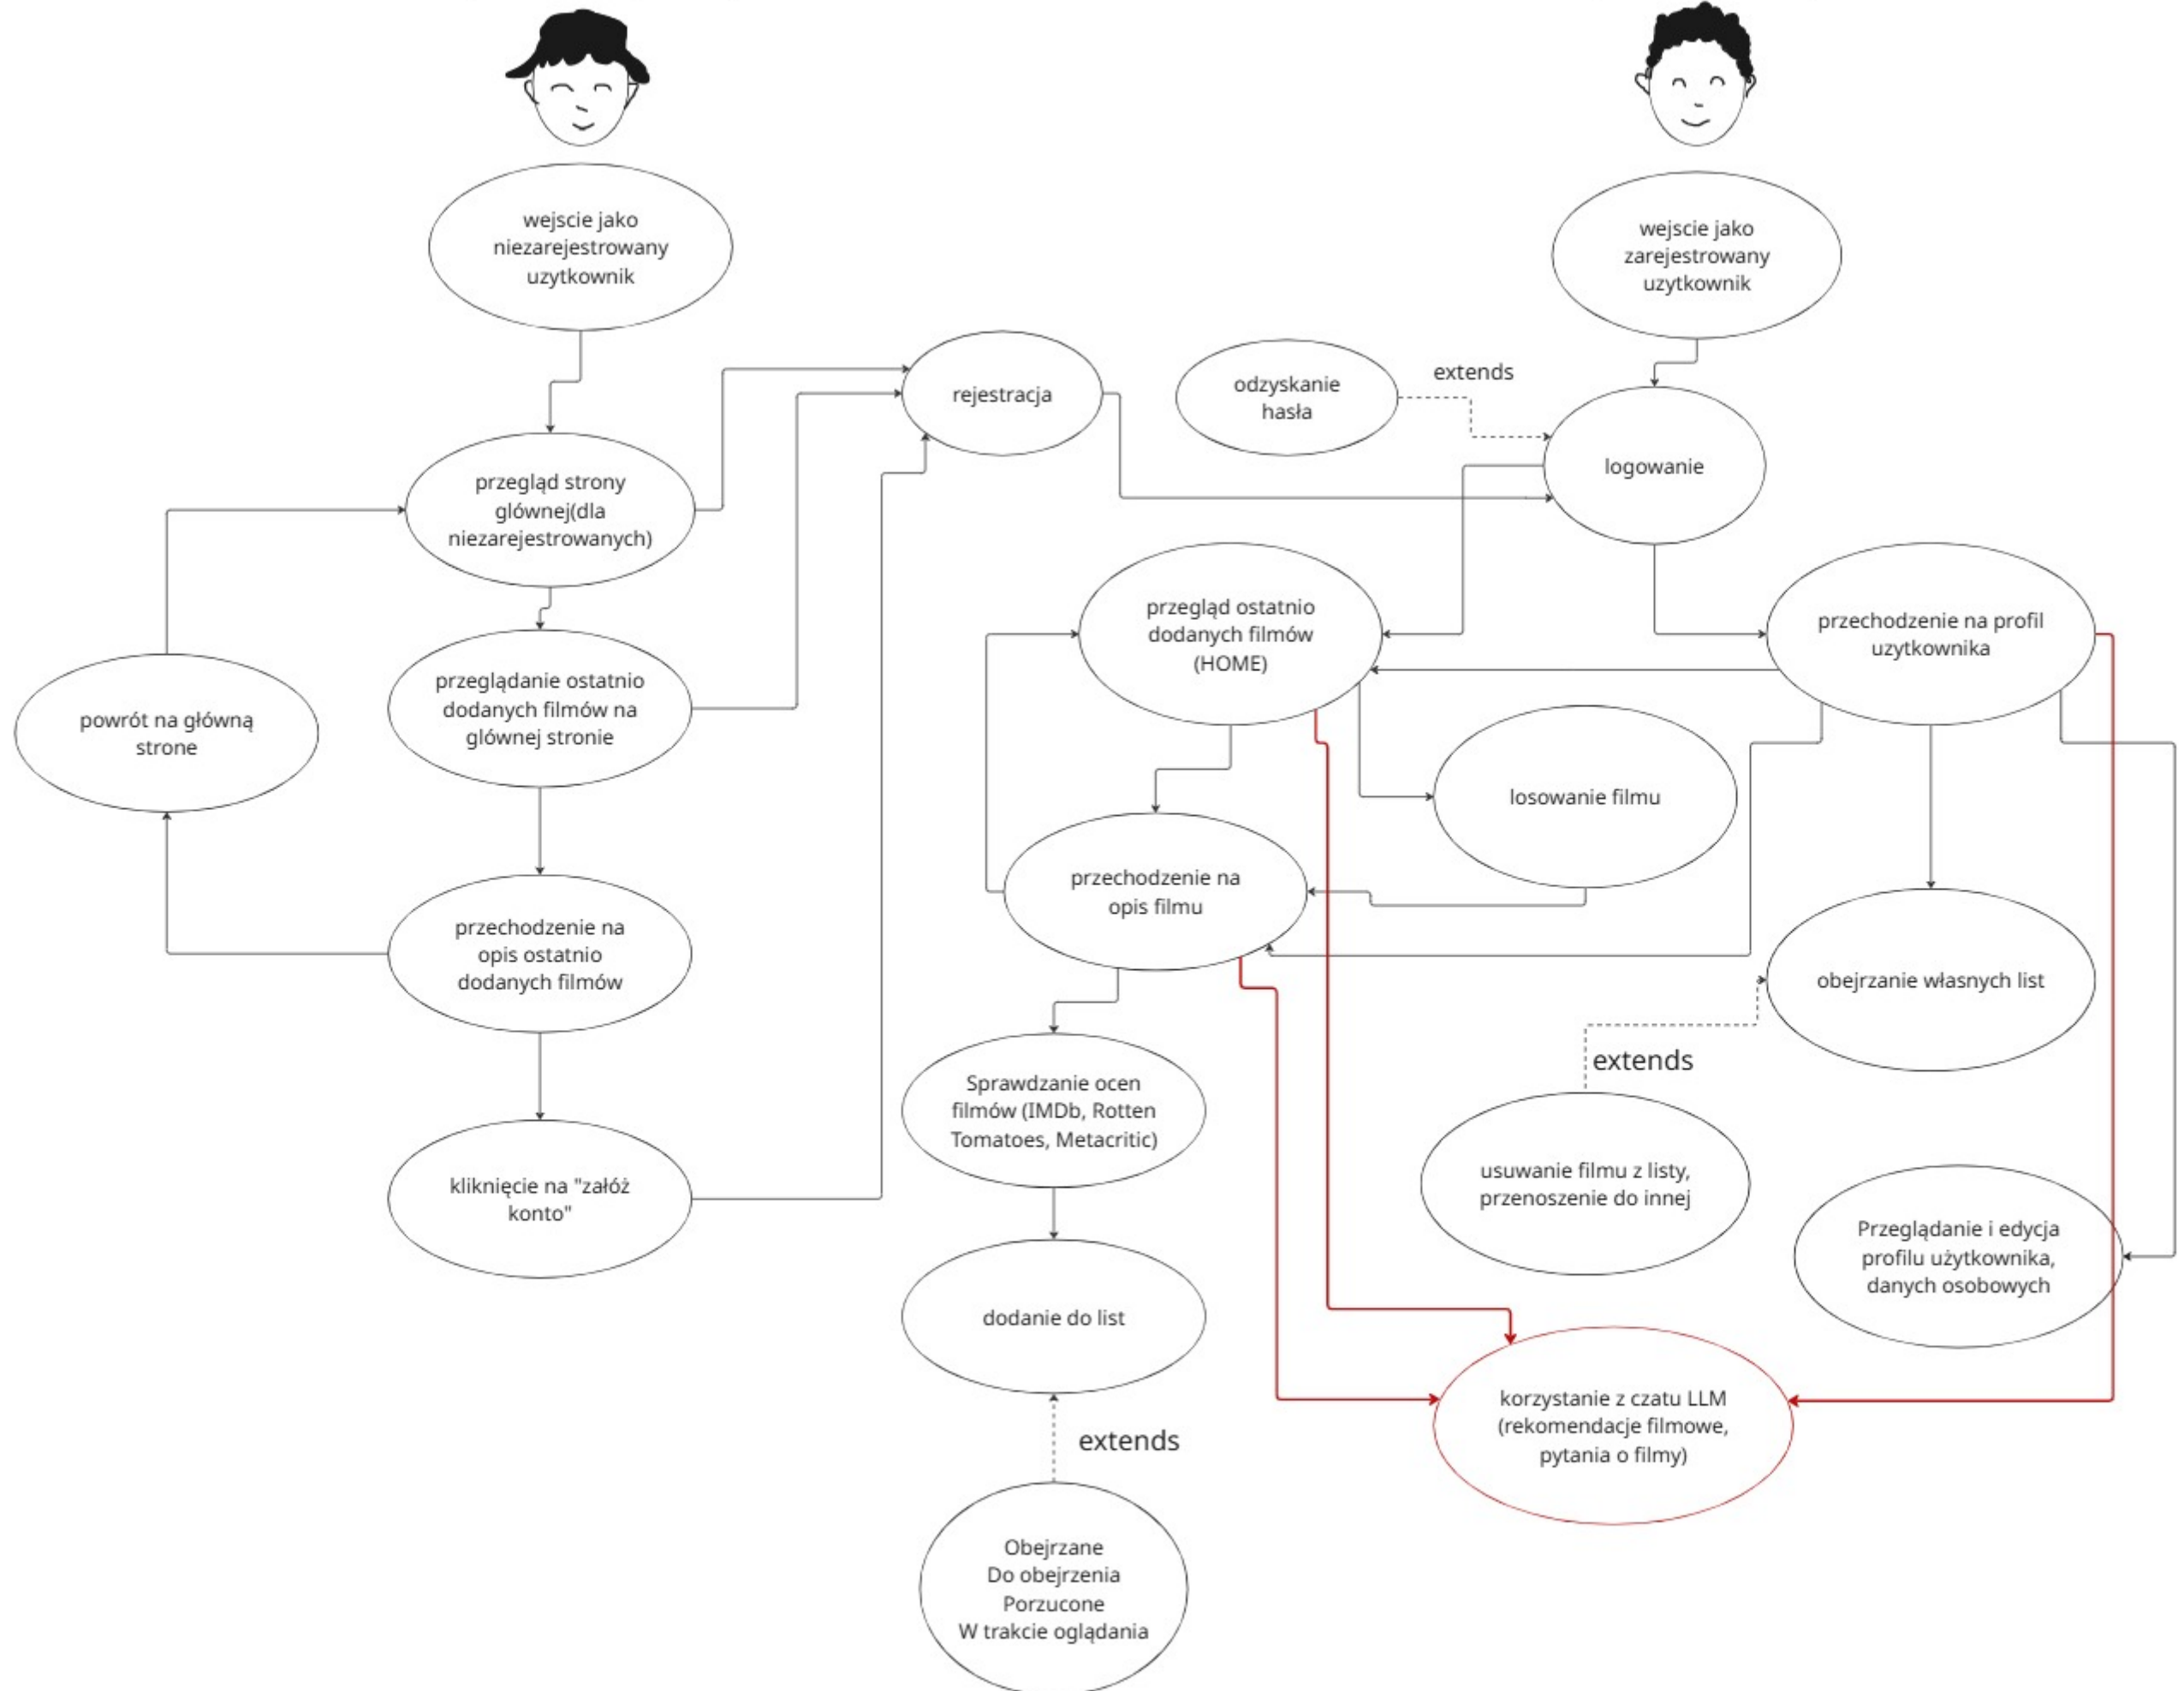 wejscie jako
niezarejestrowany
uzytkownik
wejscie jako
zarejestrowany
uzytkownik
rejestracja
odzyskanie
hasła
extends
logowanie
przegląd strony
glównej(dla
niezarejestrowanych)
przegląd ostatnio
dodanych filmów
(HOME)
przechodzenie na profil
uzytkownika
powrót na główną
strone
przeglądanie ostatnio
dodanych filmów na
glównej stronie
losowanie filmu
przechodzenie na
opis filmu
przechodzenie na
opis ostatnio
dodanych filmów
obejrzanie własnych list
extends
Sprawdzanie ocen
filmów (IMDb, Rotten
Tomatoes, Metacritic)
usuwanie filmu z listy,
przenoszenie do innej
kliknięcie na "załóż
konto"
Przeglądanie i edycja
profilu użytkownika,
danych osobowych
dodanie do list
korzystanie z czatu LLM
(rekomendacje filmowe,
pytania o filmy)
extends
Obejrzane
Do obejrzenia
Porzucone
W trakcie oglądania